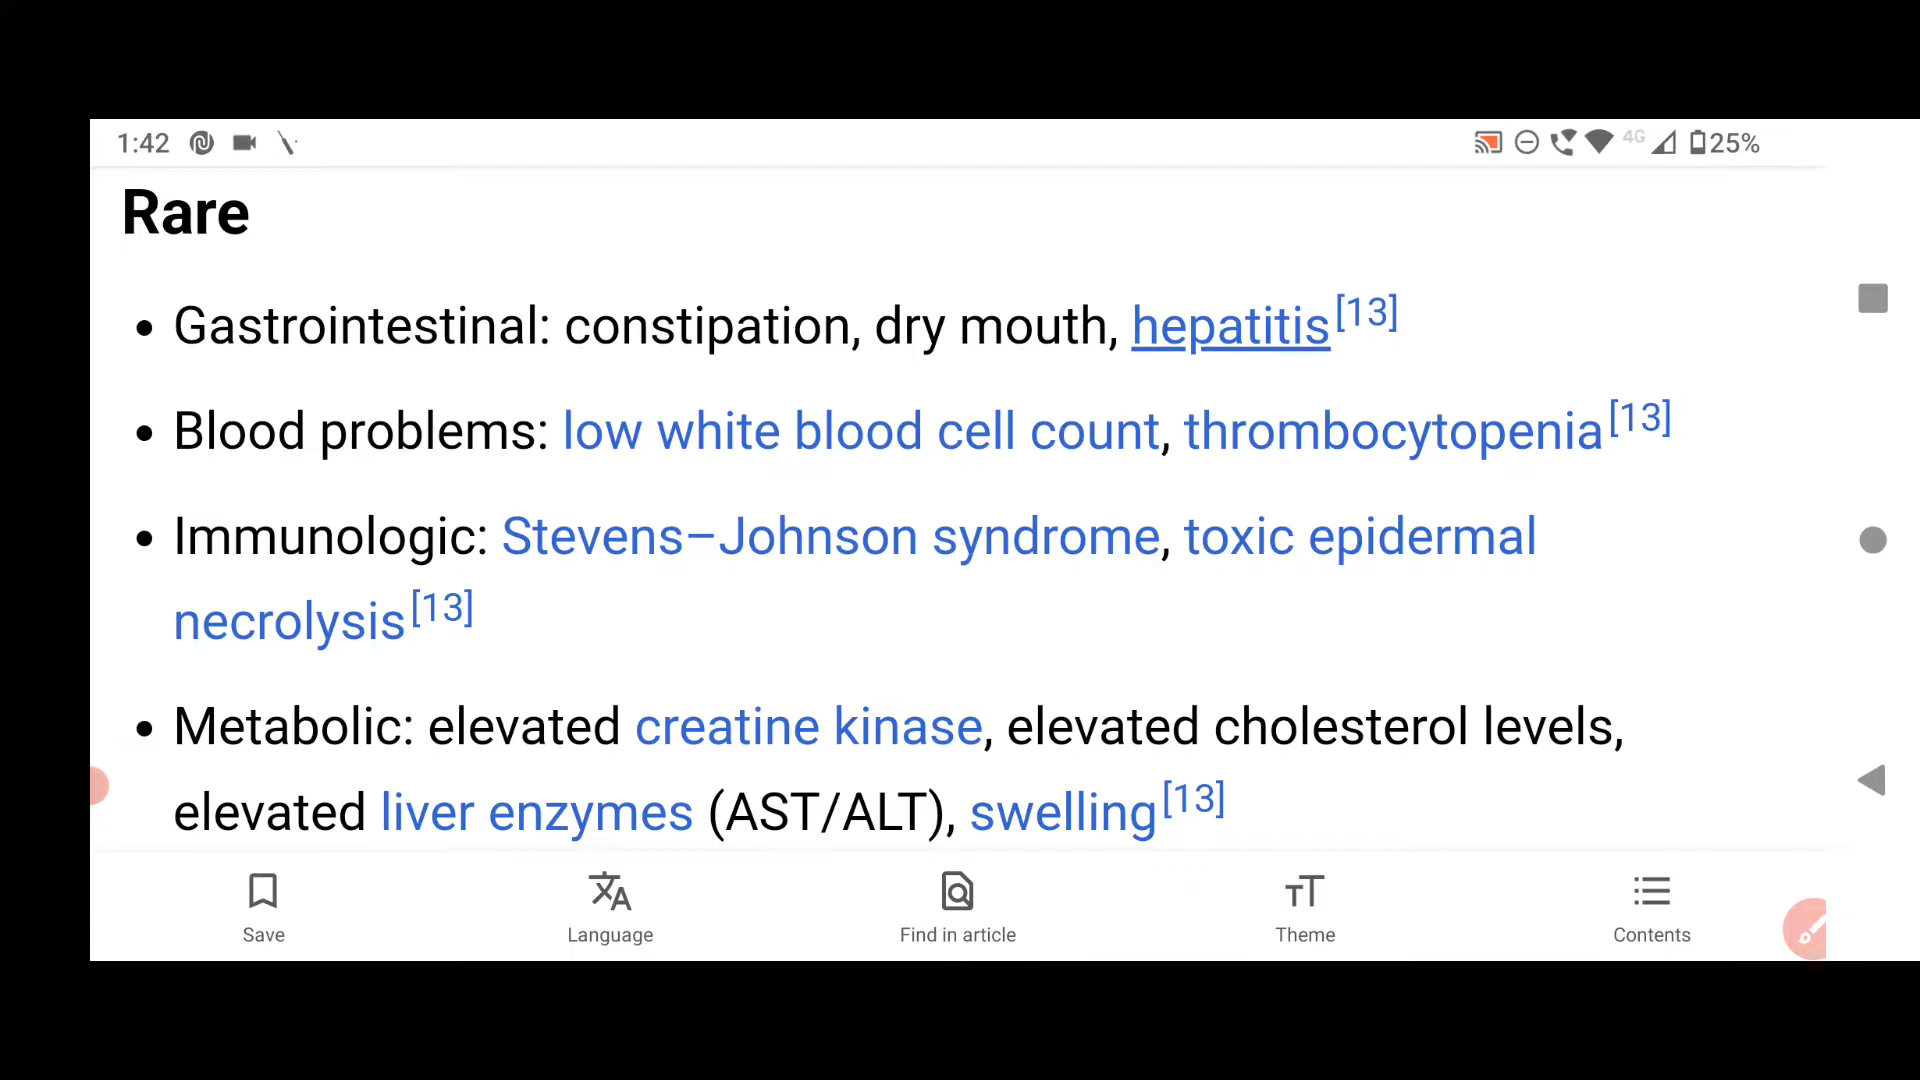 1:42 4G 25%
Rare
• Gastrointestinal: constipation, dry mouth, hepatitis[13]
• Blood problems: low white blood cell count, thrombocytopenia[13]
• Immunologic: Stevens–Johnson syndrome, toxic epidermal
necrolysis[13]
• Metabolic: elevated creatine kinase, elevated cholesterol levels,
elevated liver enzymes (AST/ALT), swelling[13]
Save Language Find in article Theme Contents